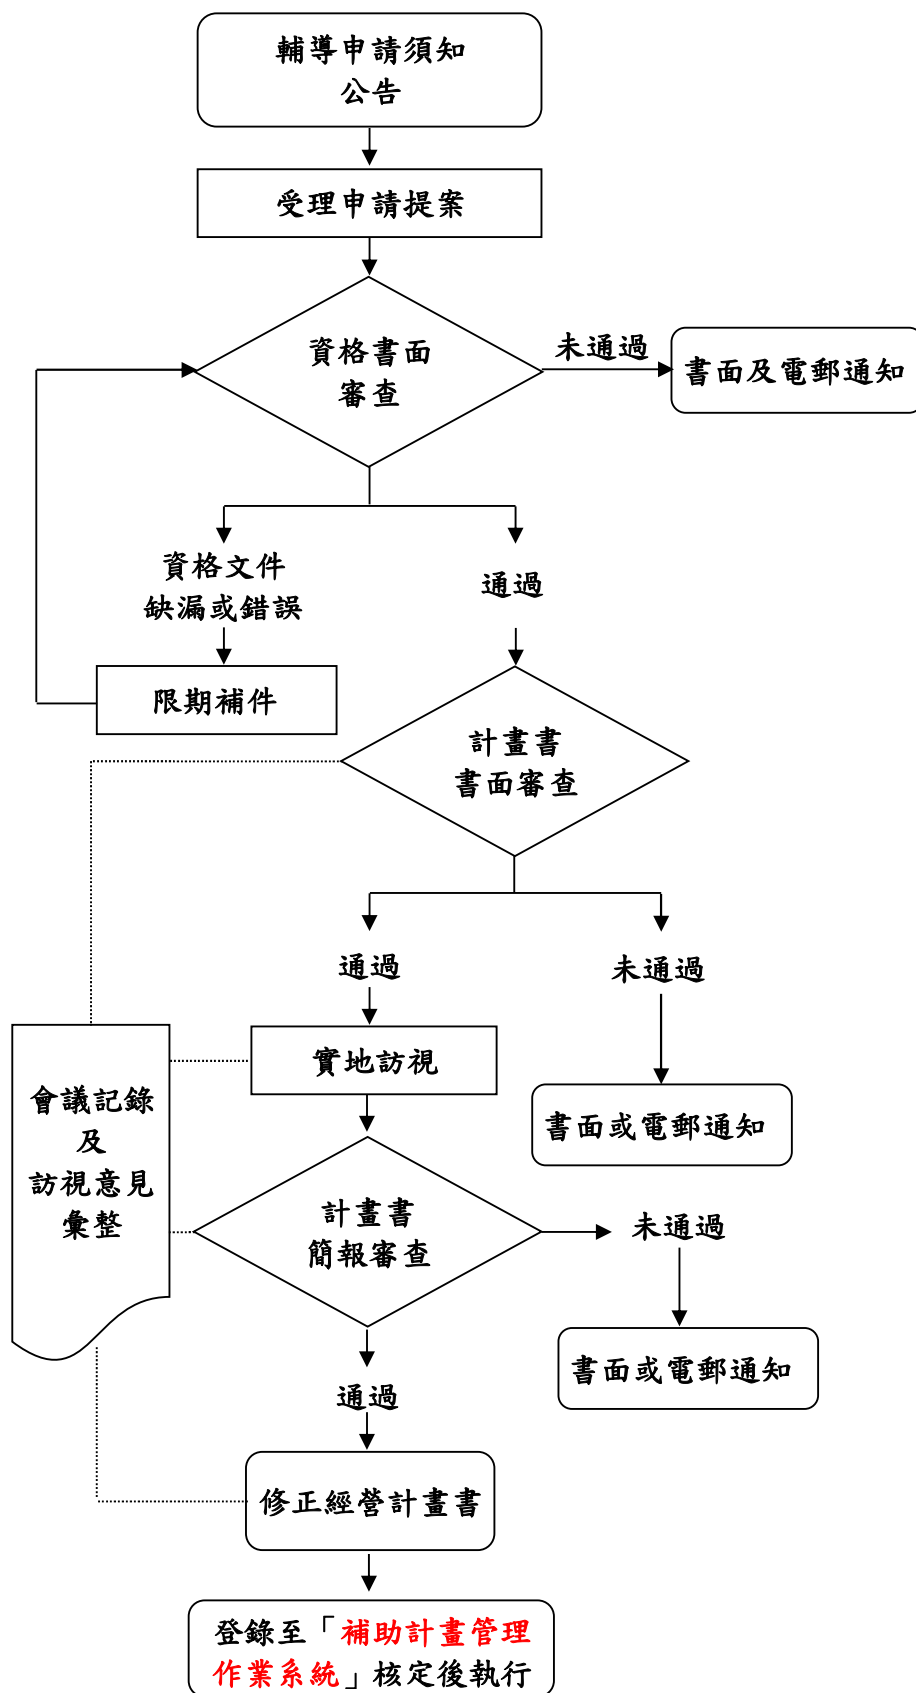 輔導申請須知
公告
受理申請提案
資格書面
審查
未通過
書面及電郵通知
資格文件
缺漏或錯誤
通過
限期補件
計畫書
書面審查
通過
未通過
實地訪視
書面或電郵通知
會議記錄
及
訪視意見
彙整
計畫書
簡報審查
未通過
書面或電郵通知
通過
修正經營計畫書
登錄至「補助計畫管理
作業系統」核定後執行